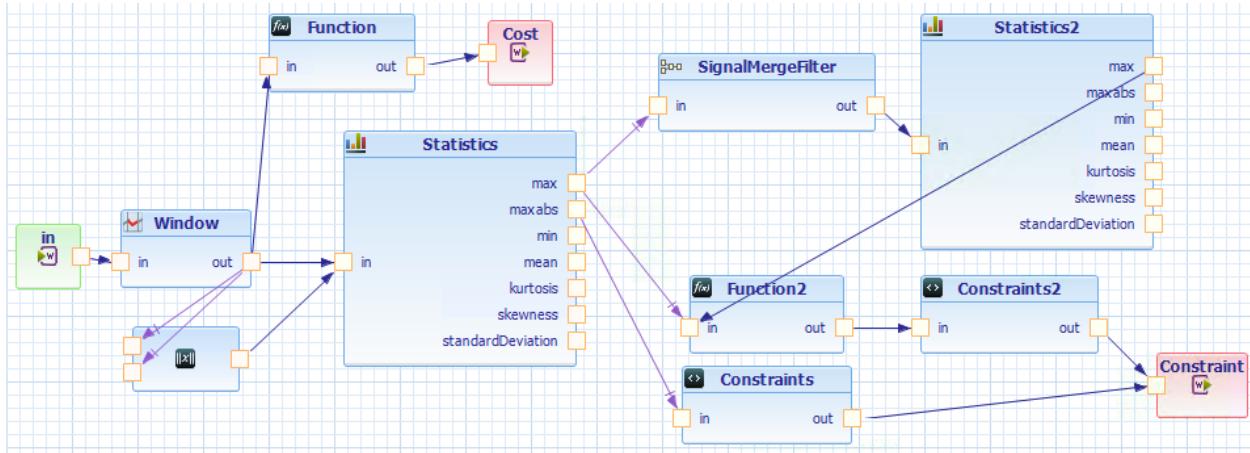 Function
in
out
Cost
Statistics2
max
maxabs
min
mean
kurtosis
skewness
standardDeviation
in
SignalMergeFilter
in
out
Statistics
max
maxabs
min
mean
kurtosis
skewness
standardDeviation
in
in
Window
in
out
||x||
Function2
in
out
Constraints2
in
out
Constraints
in
out
Constraint